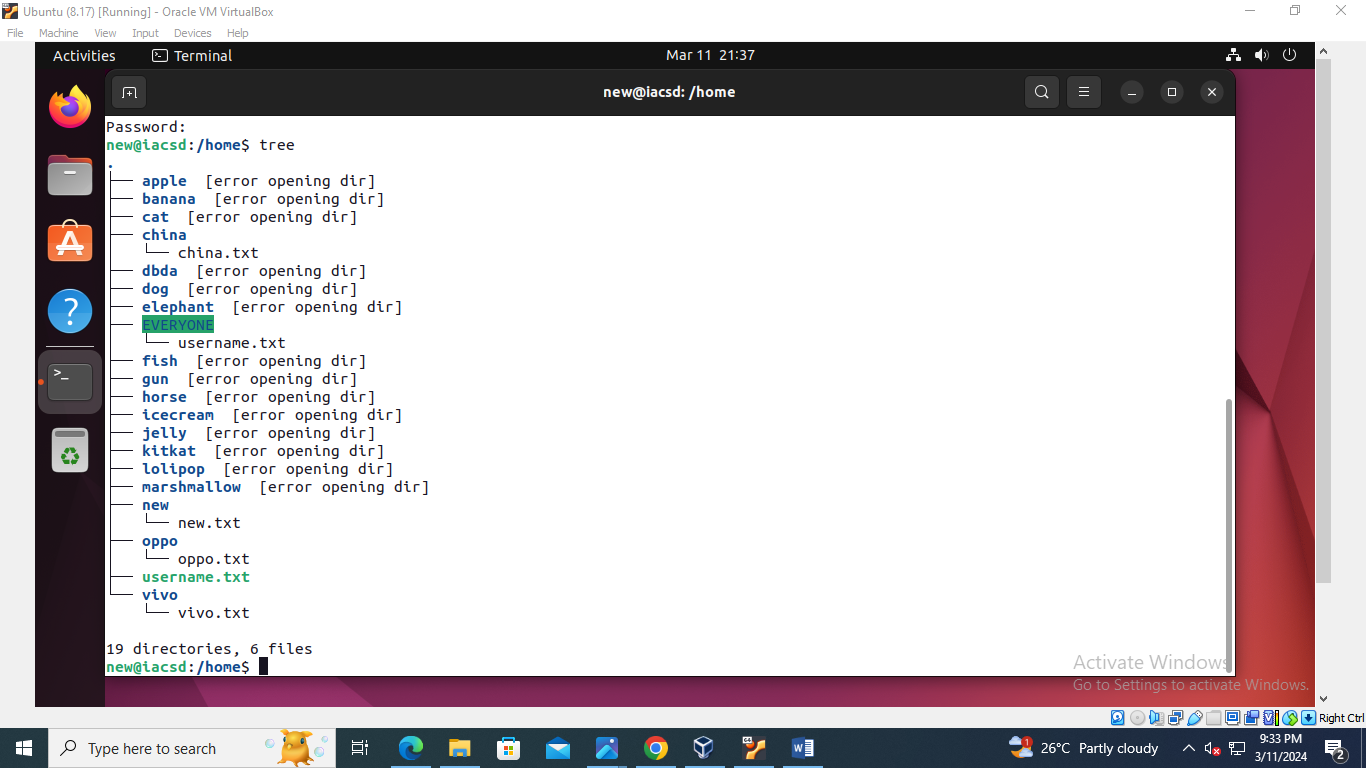 Ubuntu (8.17) [Running] - Oracle VM VirtualBox
File Machine View Input Devices Help
Activities Terminal Mar 11 21:37
new@iacsd: /home
Password:
new@iacsd:/home$ tree
.
├── apple  [error opening dir]
├── banana  [error opening dir]
├── cat  [error opening dir]
├── china
│   └── china.txt
├── dbda  [error opening dir]
├── dog  [error opening dir]
├── elephant  [error opening dir]
├── EVERYONE
│   └── username.txt
├── fish  [error opening dir]
├── gun  [error opening dir]
├── horse  [error opening dir]
├── icecream  [error opening dir]
├── jelly  [error opening dir]
├── kitkat  [error opening dir]
├── lolipop  [error opening dir]
├── marshmallow  [error opening dir]
├── new
│   └── new.txt
├── oppo
│   └── oppo.txt
├── username.txt
└── vivo
    └── vivo.txt
19 directories, 6 files
new@iacsd:/home$
Activate Windows
Go to Settings to activate Windows.
Right Ctrl
Type here to search
26°C Partly cloudy
9:33 PM
3/11/2024
2